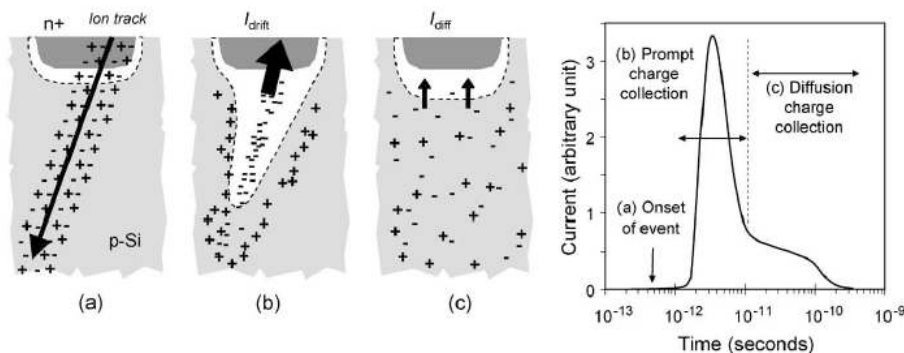 n+
Ion track
p-Si
(a)
I_drift
(b)
I_diff
(c)
Current (arbitrary unit)
3
2
1
0
(b) Prompt
charge
collection
(c) Diffusion
charge
collection
(a) Onset
of event
10⁻¹³
10⁻¹²
10⁻¹¹
10⁻¹⁰
10⁻⁹
Time (seconds)